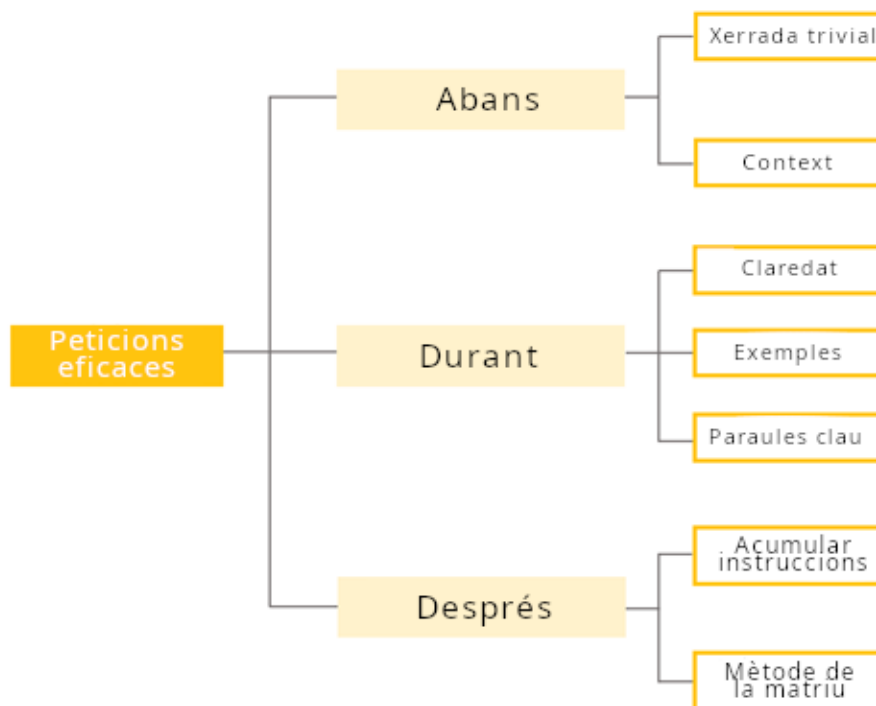 Peticions
eficaces
Abans
Xerrada trivial
Context
Durant
Claredat
Exemples
Paraules clau
Després
Acumular
instruccions
Mètode de
la matriu